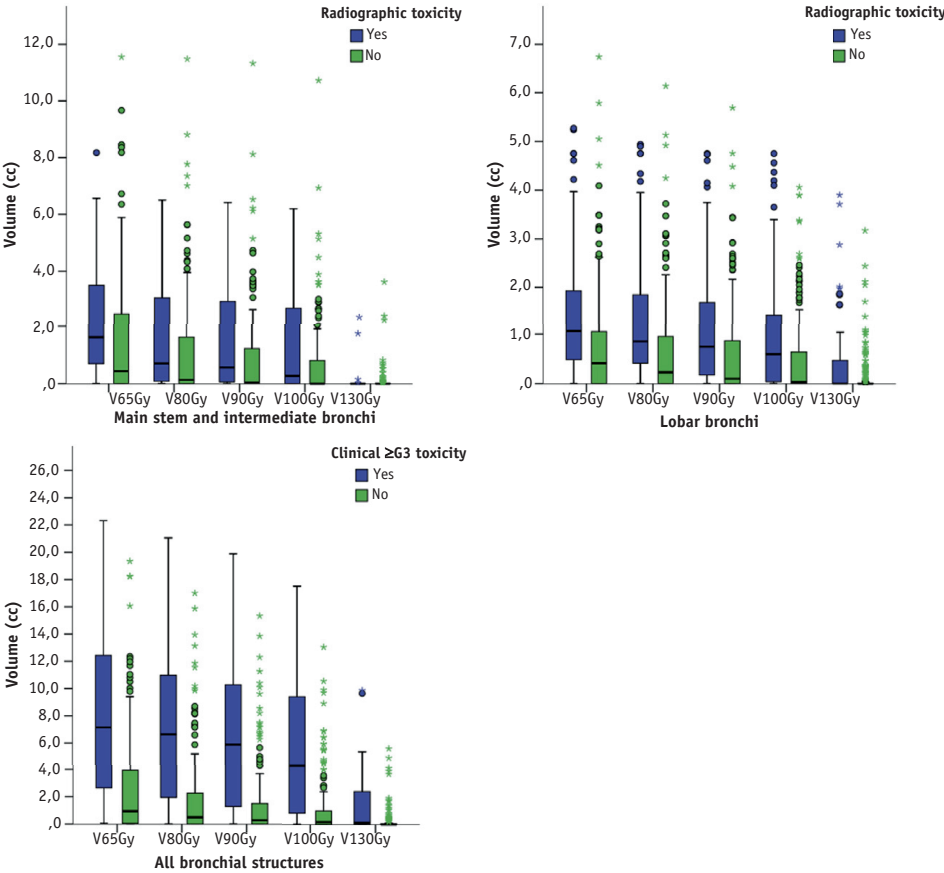 Radiographic toxicity
Yes
No
12,0
10,0
8,0
6,0
4,0
2,0
,0
Volume (cc)
V65Gy V80Gy V90Gy V100Gy V130Gy
Main stem and intermediate bronchi
Radiographic toxicity
Yes
No
7,0
6,0
5,0
4,0
3,0
2,0
1,0
,0
Volume (cc)
V65Gy V80Gy V90Gy V100Gy V130Gy
Lobar bronchi
Clinical ≥G3 toxicity
Yes
No
26,0
24,0
22,0
20,0
18,0
16,0
14,0
12,0
10,0
8,0
6,0
4,0
2,0
,0
Volume (cc)
V65Gy V80Gy V90Gy V100Gy V130Gy
All bronchial structures